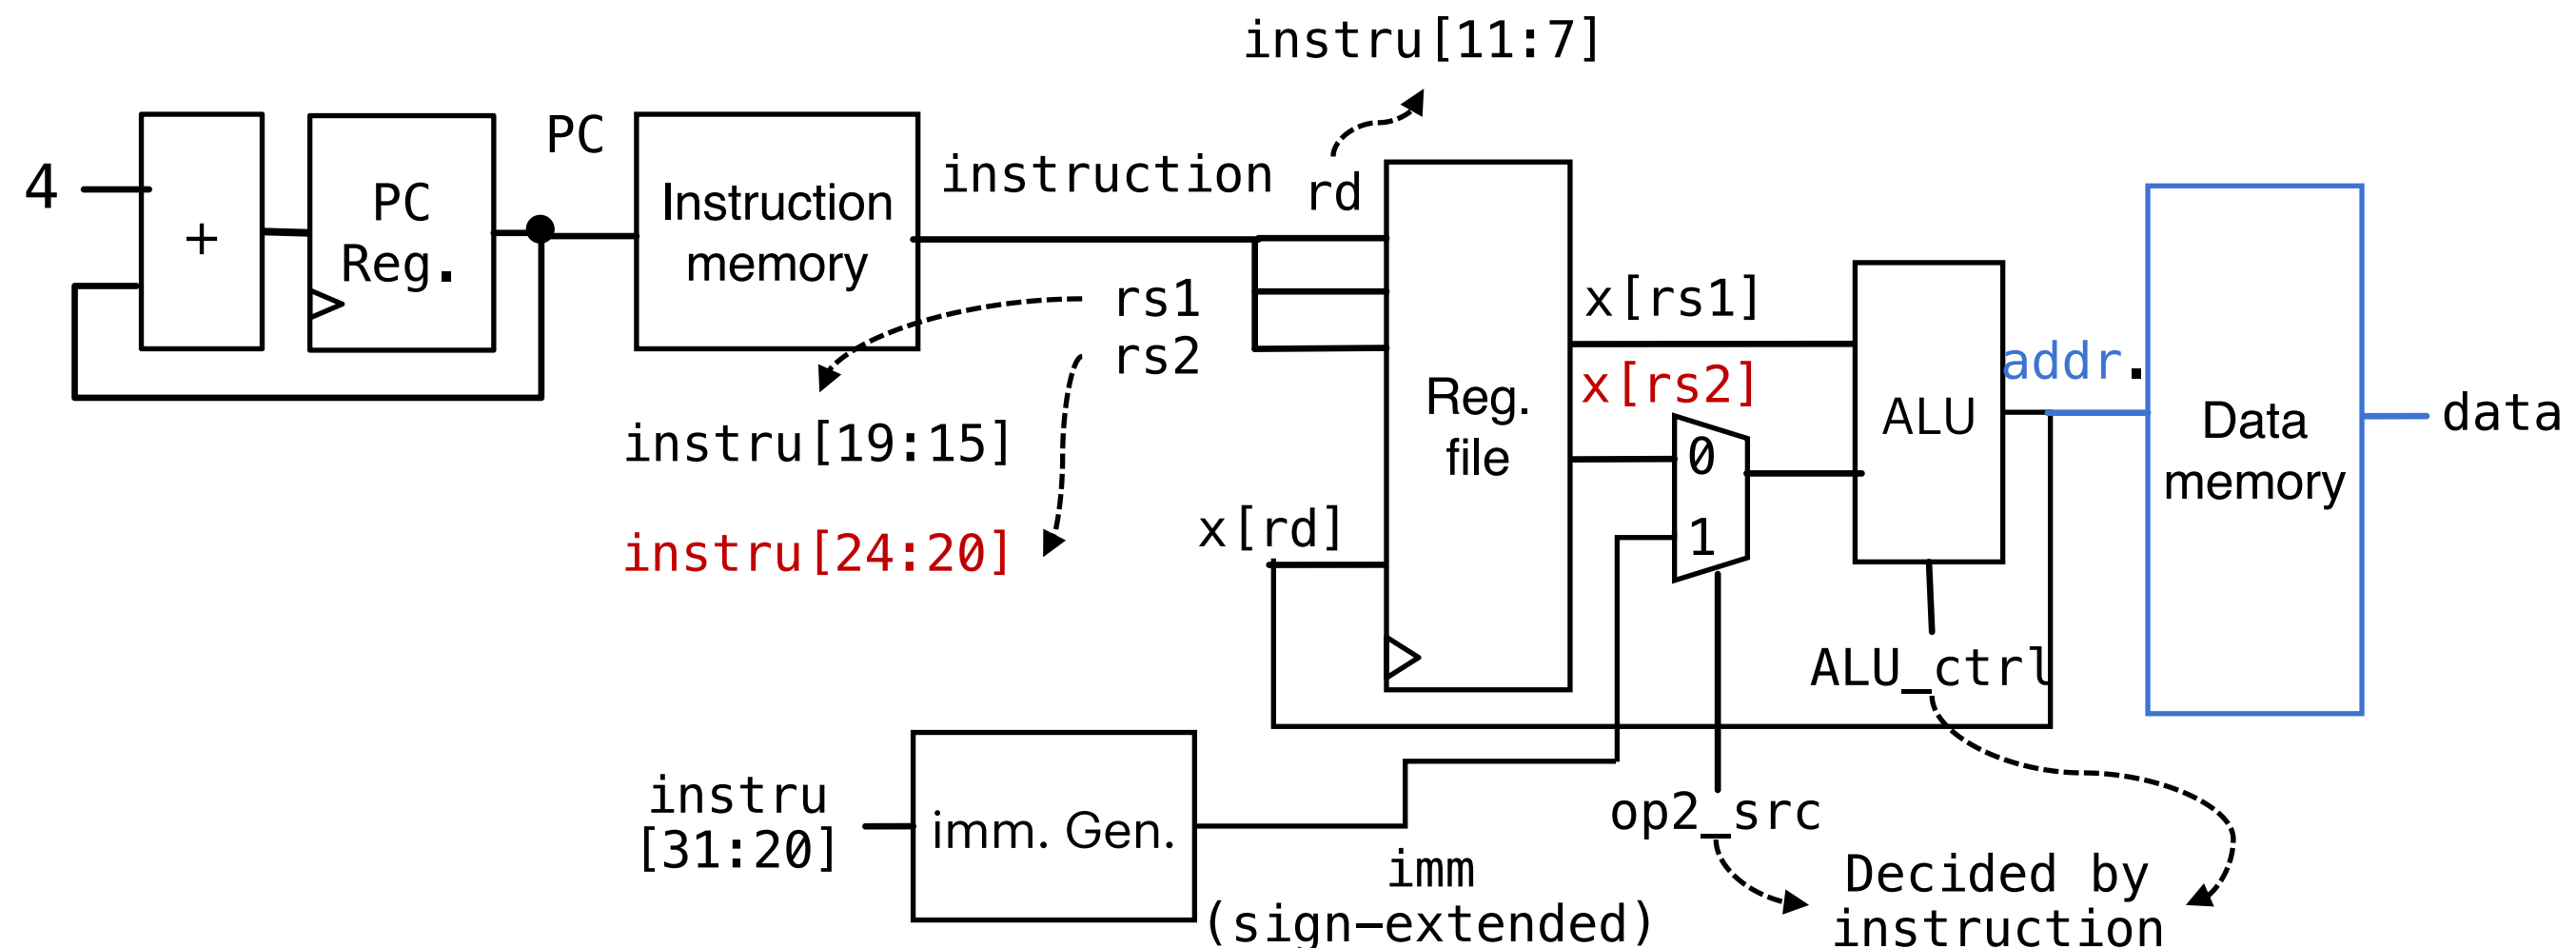 instru[11:7]
4
+
PC
Reg.
PC
Instruction
memory
instruction
rd
rs1
rs2
instru[19:15]
instru[24:20]
x[rd]
Reg.
file
x[rs1]
x[rs2]
0
1
ALU
addr.
Data
memory
data
ALU_ctrl
instru
[31:20]
imm. Gen.
imm
(sign-extended)
op2_src
Decided by
instruction